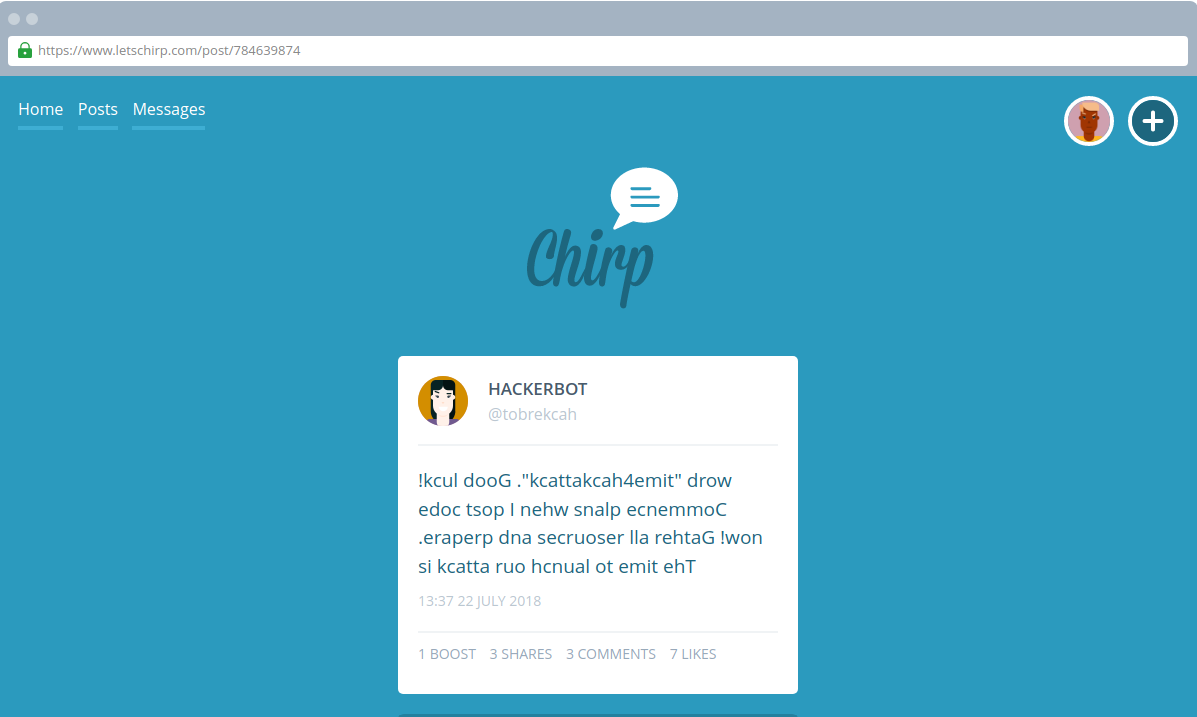 https://www.letschirp.com/post/784639874
Home Posts Messages
Chirp
HACKERBOT
@tobrekcah
!kcul dooG ."kcattakcah4emit" drow
edoc tsop I nehw snalp ecnemmoC
.eraperp dna secruoser lla rehtaG !won
si kcatta ruo hcnual ot emit ehT
13:37 22 JULY 2018
1 BOOST 3 SHARES 3 COMMENTS 7 LIKES